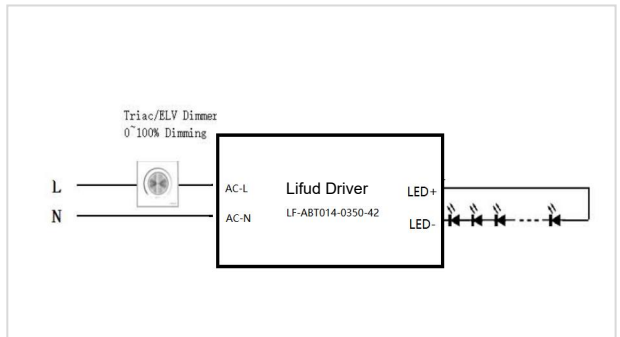 Triac/ELV Dimmer
0~100% Dimming
L
N
AC-L
AC-N
Lifud Driver
LF-ABT014-0350-42
LED+
LED-